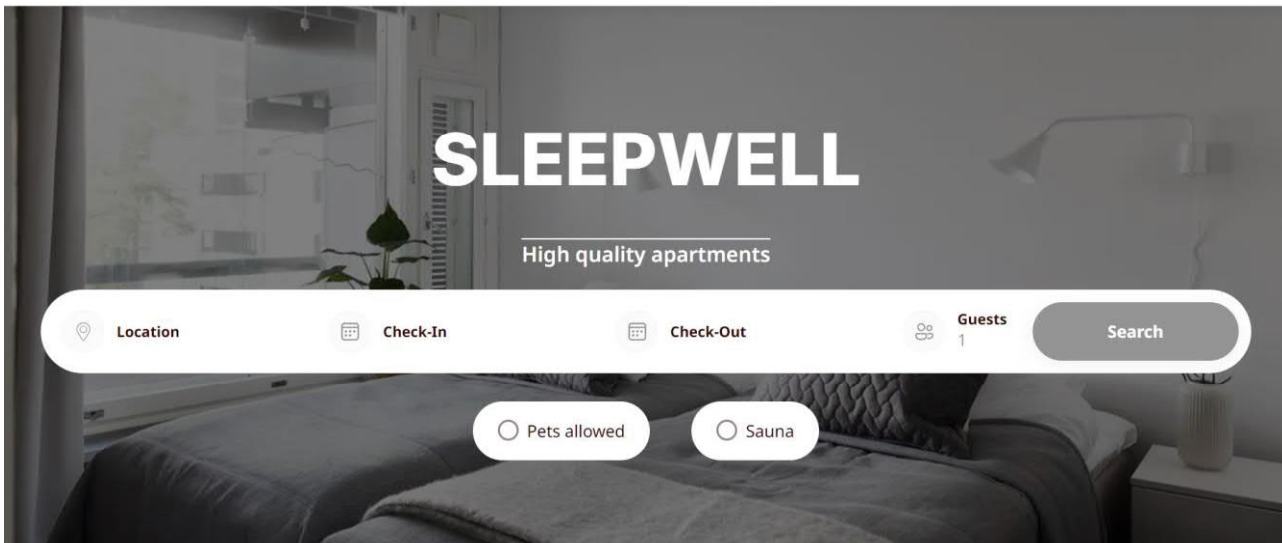 SLEEPWELL
High quality apartments
Location
Check-In
Check-Out
Guests
1
Search
Pets allowed
Sauna